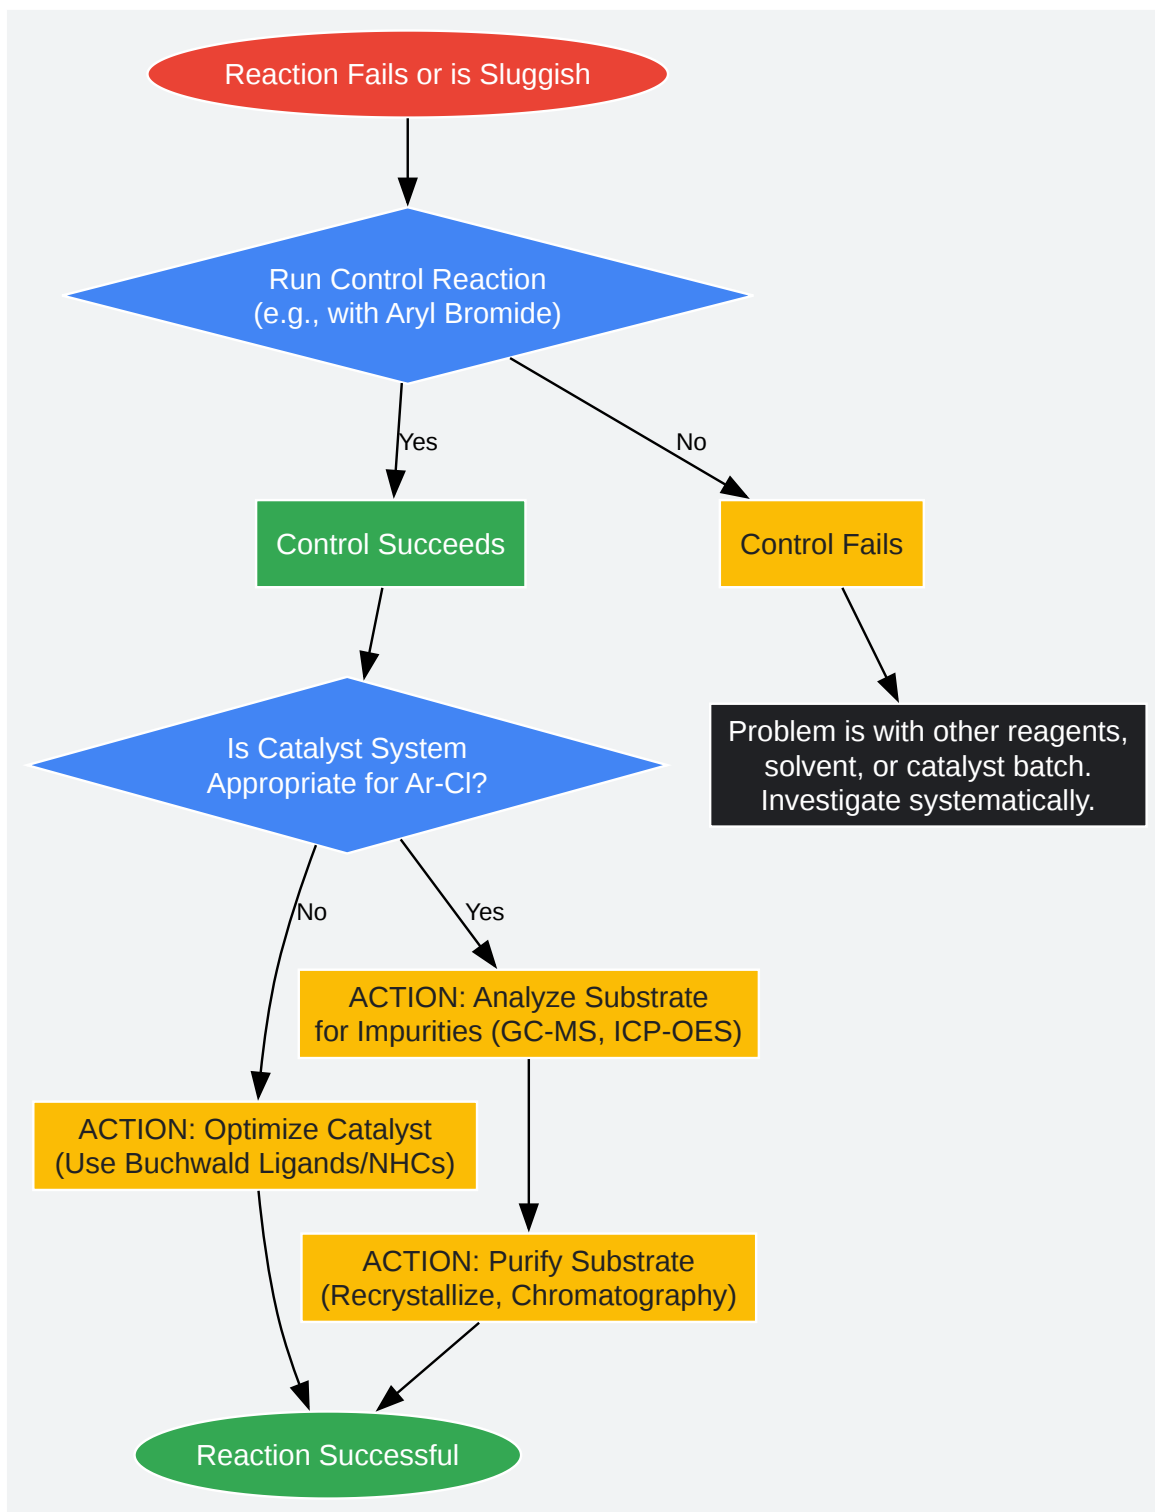 Reaction Fails or is Sluggish
Run Control Reaction
(e.g., with Aryl Bromide)
Yes
No
Control Succeeds
Control Fails
Is Catalyst System
Appropriate for Ar-Cl?
Problem is with other reagents,
solvent, or catalyst batch.
Investigate systematically.
No
Yes
ACTION: Analyze Substrate
for Impurities (GC-MS, ICP-OES)
ACTION: Optimize Catalyst
(Use Buchwald Ligands/NHCs)
ACTION: Purify Substrate
(Recrystallize, Chromatography)
Reaction Successful